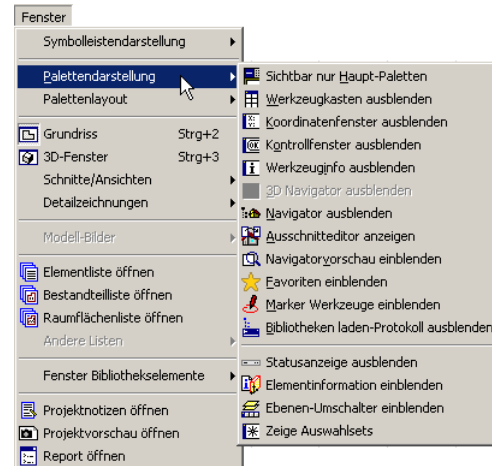 Fenster
Symbolleistendarstellung
Palettendarstellung
Palettenlayout
Grundriss Strg+2
3D-Fenster Strg+3
Schnitte/Ansichten
Detailzeichnungen
Modell-Bilder
Elementliste öffnen
Bestandteilliste öffnen
Raumflächenliste öffnen
Andere Listen
Fenster Bibliothekselemente
Projektnotizen öffnen
Projektvorschau öffnen
Report öffnen
Sichtbar nur Haupt-Paletten
Werkzeugkasten ausblenden
Koordinatenfenster ausblenden
Kontrollfenster ausblenden
Werkzeuginfo ausblenden
3D Navigator ausblenden
Navigator ausblenden
Ausschnitteditor anzeigen
Navigatorvorschau einblenden
Favoriten einblenden
Marker Werkzeuge einblenden
Bibliotheken laden-Protokoll ausblenden
Statusanzeige ausblenden
Elementinformation einblenden
Ebenen-Umschalter einblenden
Zeige Auswahlsets